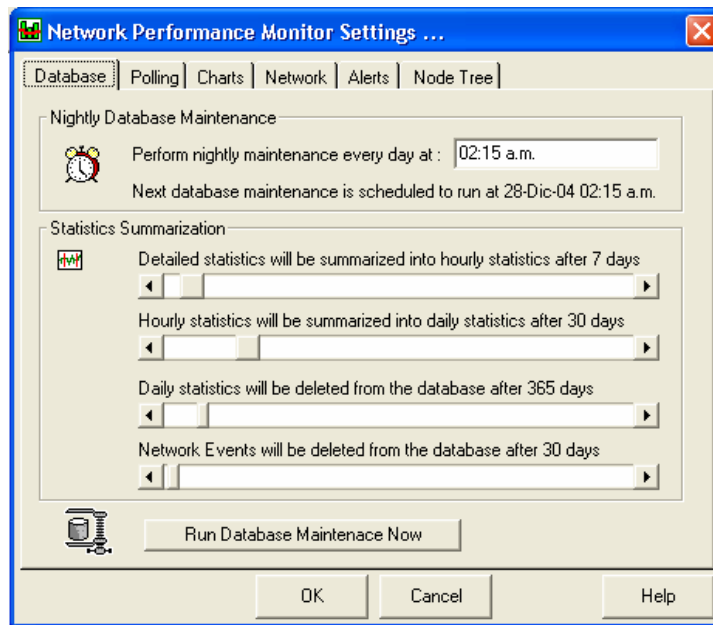 Network Performance Monitor Settings ...
Database Polling Charts Network Alerts Node Tree
Nightly Database Maintenance
Perform nightly maintenance every day at : 02:15 a.m.
Next database maintenance is scheduled to run at 28-Dic-04 02:15 a.m.
Statistics Summarization
Detailed statistics will be summarized into hourly statistics after 7 days
Hourly statistics will be summarized into daily statistics after 30 days
Daily statistics will be deleted from the database after 365 days
Network Events will be deleted from the database after 30 days
Run Database Maintenace Now
OK Cancel Help